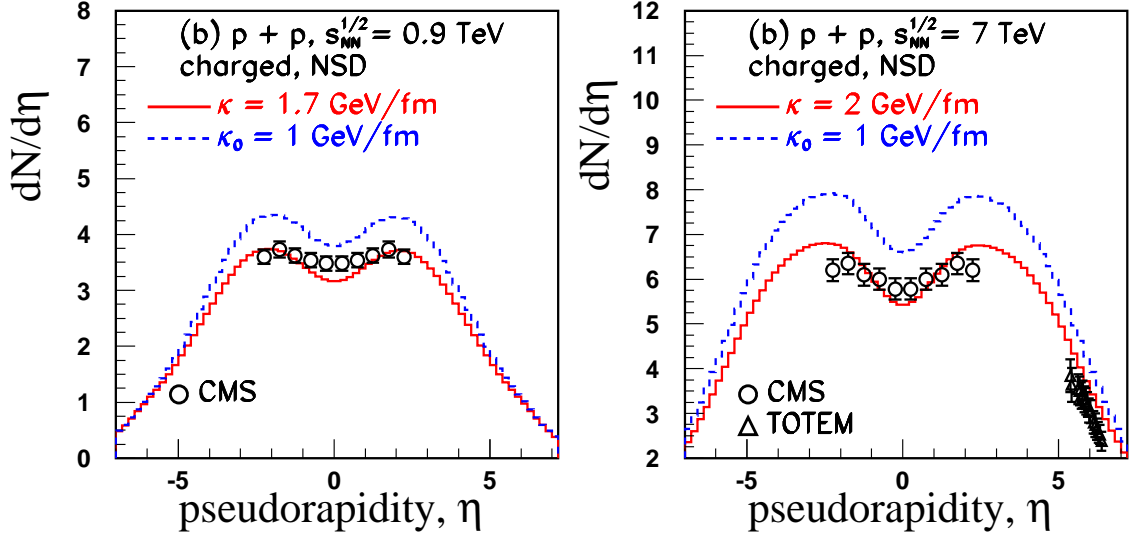 (b) p + p, s_NN^1/2 = 0.9 TeV
charged, NSD
κ = 1.7 GeV/fm
κ₀ = 1 GeV/fm
CMS
dN/dη
8
7
6
5
4
3
2
1
0
-5 0 5
pseudorapidity, η
(b) p + p, s_NN^1/2 = 7 TeV
charged, NSD
κ = 2 GeV/fm
κ₀ = 1 GeV/fm
CMS
TOTEM
dN/dη
12
11
10
9
8
7
6
5
4
3
2
-5 0 5
pseudorapidity, η